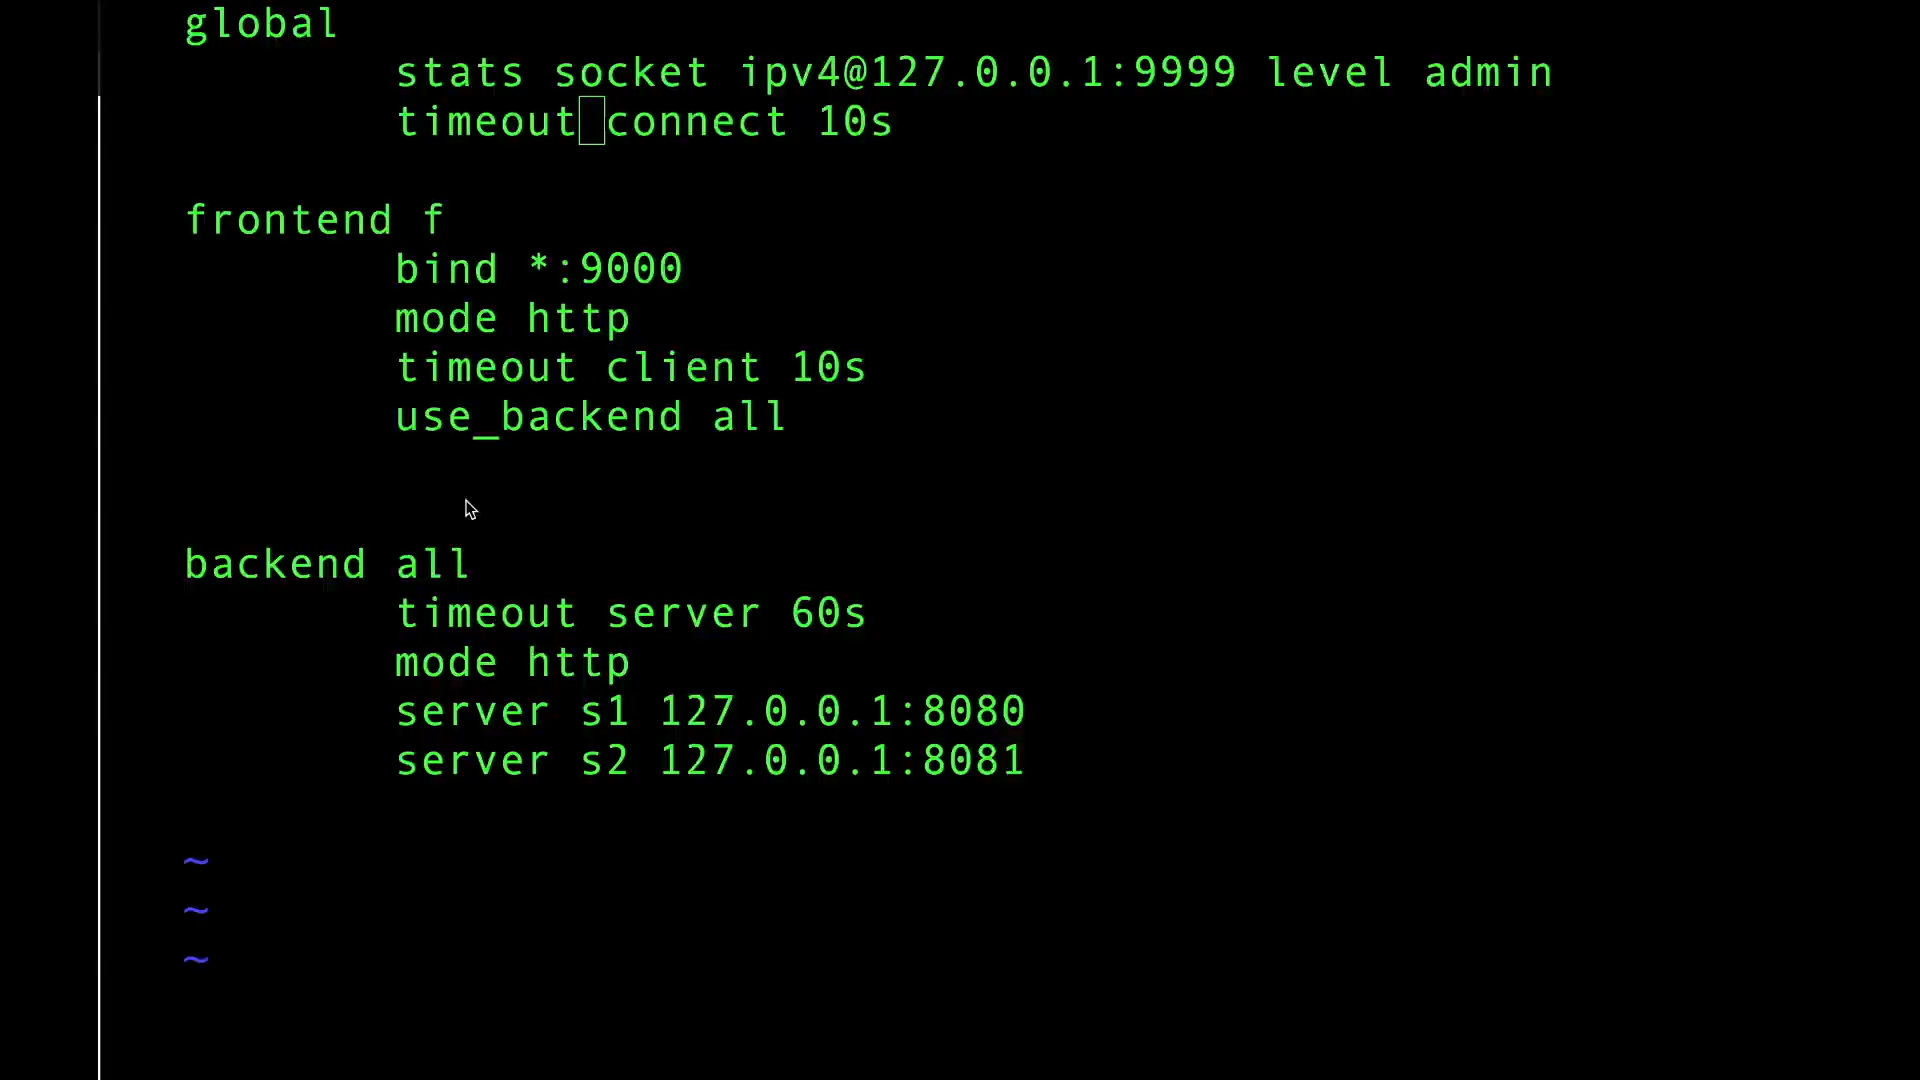 global
stats socket ipv4@127.0.0.1:9999 level admin
timeout connect 10s
frontend f
bind *:9000
mode http
timeout client 10s
use_backend all
backend all
timeout server 60s
mode http
server s1 127.0.0.1:8080
server s2 127.0.0.1:8081
~
~
~